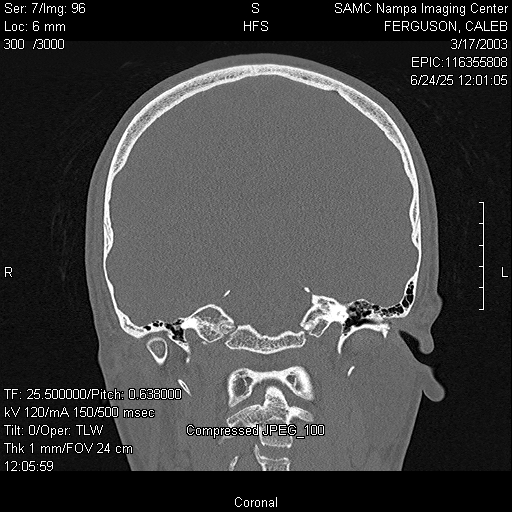 Ser: 7/Img: 96
Loc: 6 mm
300 /3000
S
HFS
SAMC Nampa Imaging Center
FERGUSON, CALEB
3/17/2003
EPIC:116355808
6/24/25 12:01:05
R
L
TF: 25.500000/Pitch: 0.638000
kV 120/mA 150/500 msec
Tilt: 0/Oper: TLW
Thk 1 mm/FOV 24 cm
12:05:59
Compressed JPEG_100
Coronal